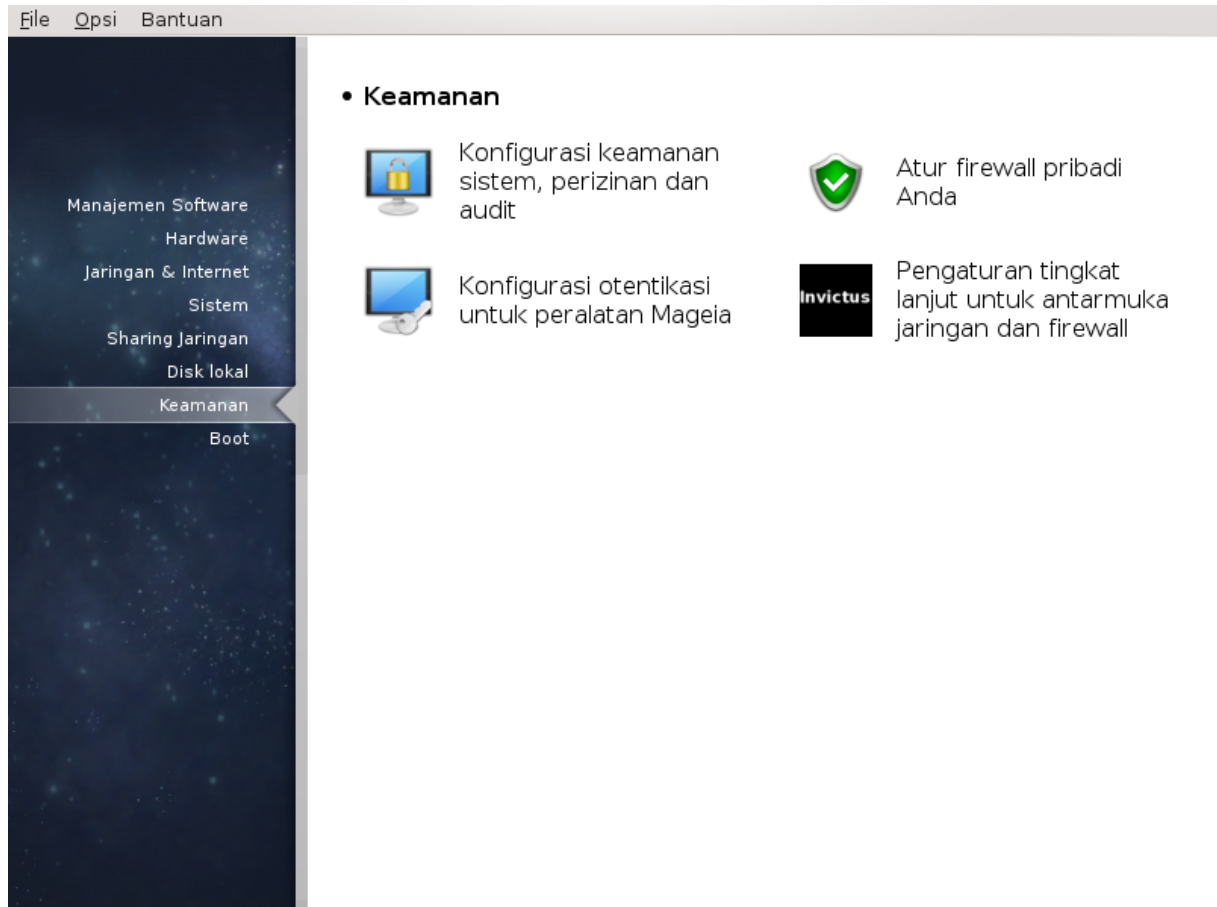 File Opsi Bantuan
Manajemen Software
Hardware
Jaringan & Internet
Sistem
Sharing Jaringan
Disk lokal
Keamanan
Boot
• Keamanan
Konfigurasi keamanan
sistem, perizinan dan
audit
Atur firewall pribadi
Anda
Konfigurasi otentikasi
untuk peralatan Mageia
Invictus
Pengaturan tingkat
lanjut untuk antarmuka
jaringan dan firewall